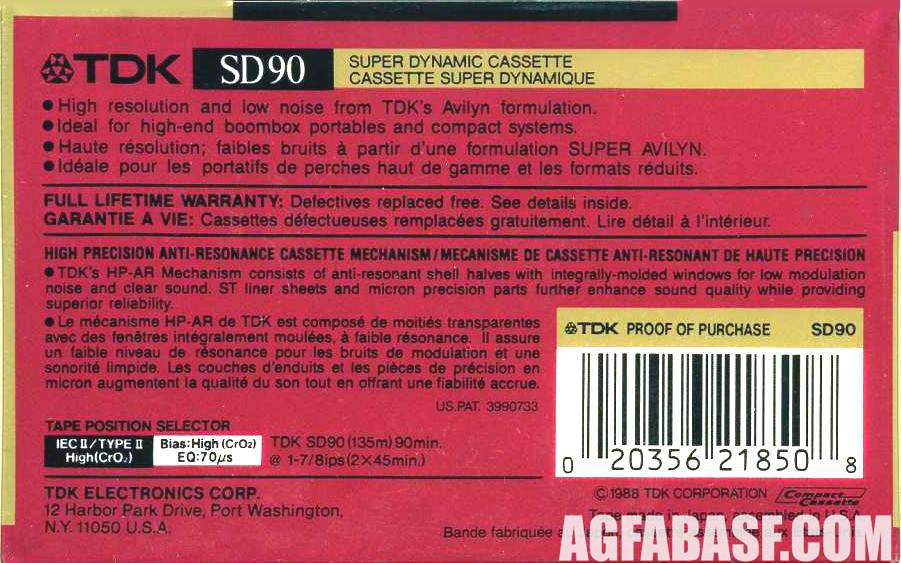 TDK SD90 SUPER DYNAMIC CASSETTE
CASSETTE SUPER DYNAMIQUE
● High resolution and low noise from TDK's Avilyn formulation.
● Ideal for high-end boombox portables and compact systems.
● Haute résolution; faibles bruits à partir d'une formulation SUPER AVILYN.
● Idéale pour les portatifs de perches haut de gamme et les formats réduits.
FULL LIFETIME WARRANTY: Defectives replaced free. See details inside.
GARANTIE A VIE: Cassettes défectueuses remplacées gratuitement. Lire détail à l'intérieur.
HIGH PRECISION ANTI-RESONANCE CASSETTE MECHANISM/MECANISME DE CASSETTE ANTI-RESONANT DE HAUTE PRECISION
● TDK's HP-AR Mechanism consists of anti-resonant shell halves with integrally-molded windows for low modulation
noise and clear sound. ST liner sheets and micron precision parts further enhance sound quality while providing
superior reliability.
● Le mécanisme HP-AR de TDK est composé de moitiés transparentes
avec des fenêtres intégralement moulées, à faible résonance. Il assure
un faible niveau de résonance pour les bruits de modulation et une
sonorité limpide. Les couches d'enduits et les pièces de précision en
micron augmentent la qualité du son tout en offrant une fiabilité accrue.
US.PAT. 3990733
TDK PROOF OF PURCHASE SD90
0 20356 21850 8
TAPE POSITION SELECTOR
IEC II/TYPE II
High(CrO₂)
Bias:High (CrO₂)
EQ:70μs
TDK SD90 (135m) 90min.
@ 1-7/8ips (2×45min.)
TDK ELECTRONICS CORP.
12 Harbor Park Drive, Port Washington,
N.Y. 11050 U.S.A.
© 1988 TDK CORPORATION Compact Cassette
Tape made in Japan, assembled in U.S.A.
Bande fabriquée au
AGFABASF.COM